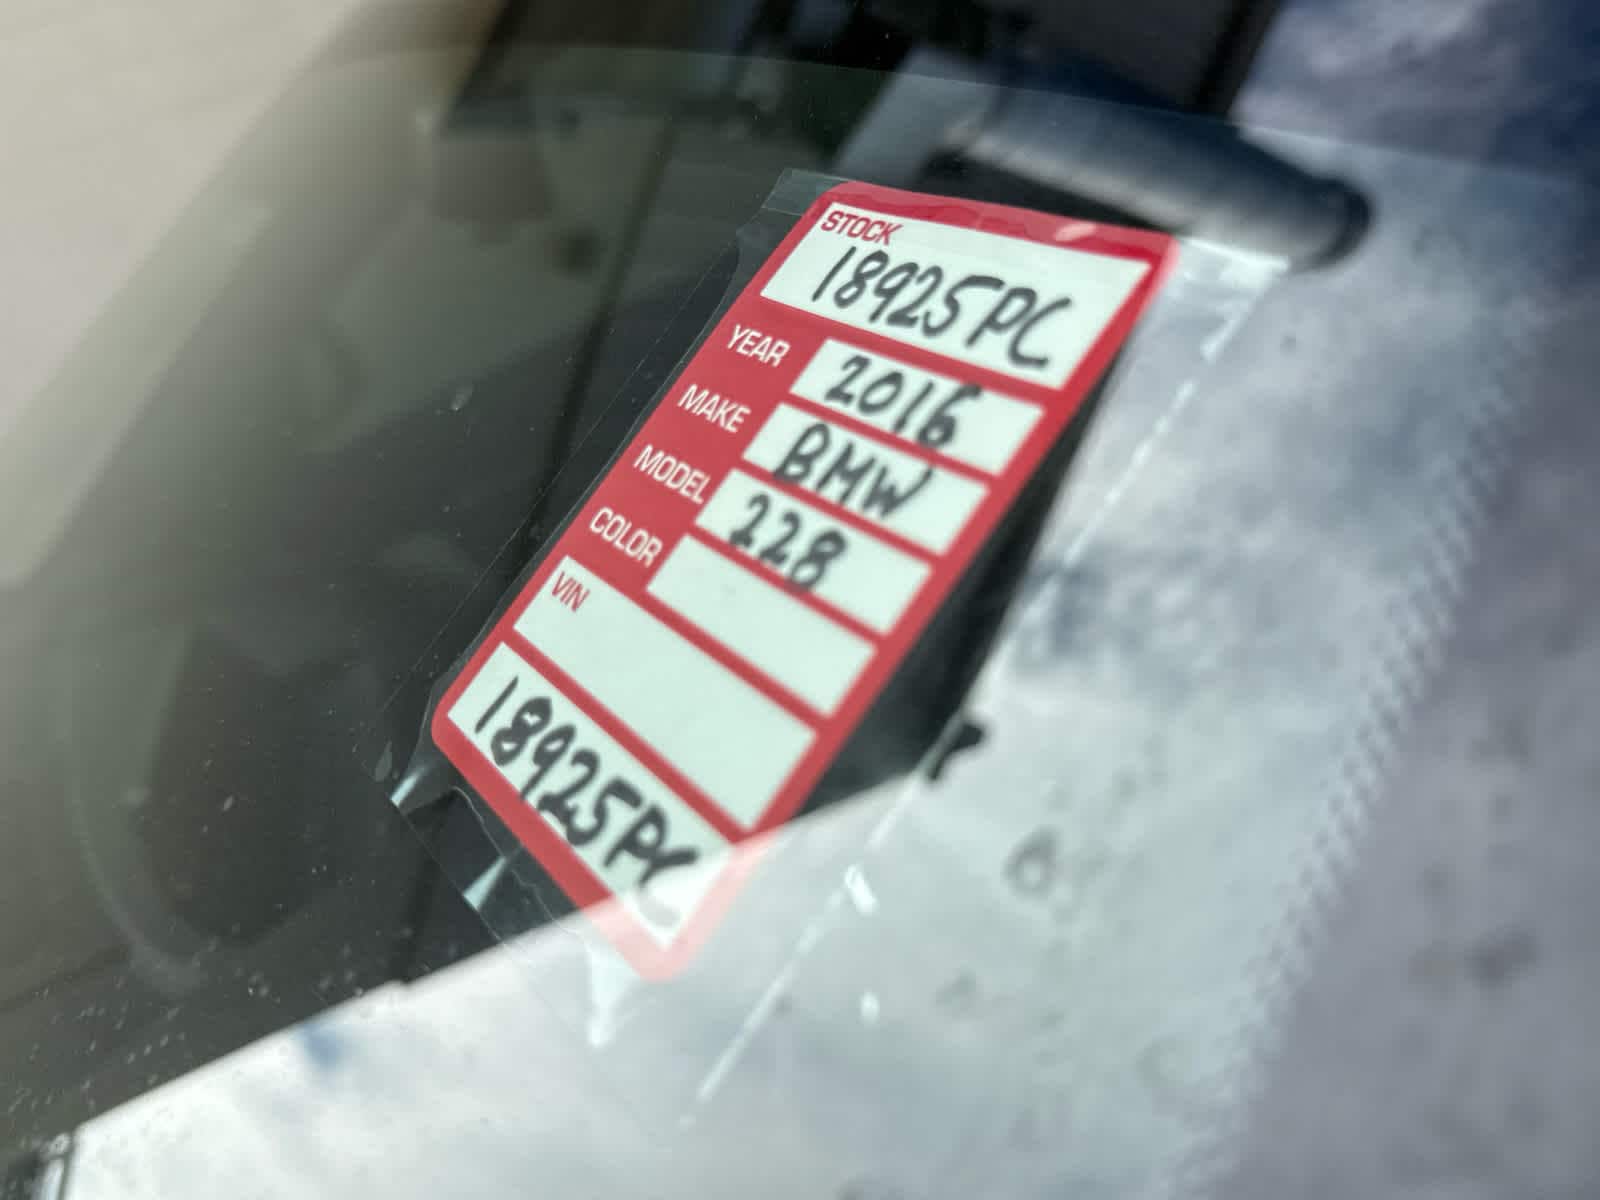 STOCK
18925PC
YEAR 2016
MAKE BMW
MODEL 228
COLOR
VIN
18925PC